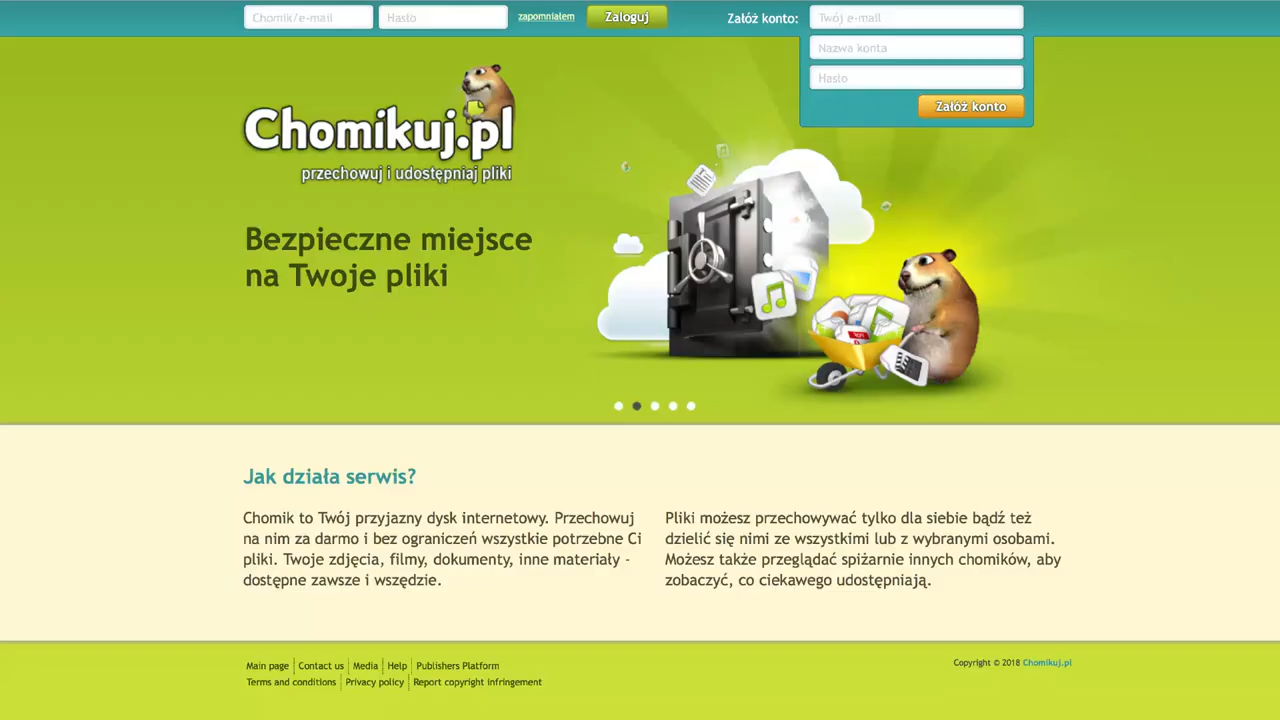 Chomik/e-mail Hasło zapomniałem Zaloguj Załóż konto: Twój e-mail
Nazwa konta
Hasło
Załóż konto
Chomikuj.pl
przechowuj i udostępniaj pliki
Bezpieczne miejsce
na Twoje pliki
Jak działa serwis?
Chomik to Twój przyjazny dysk internetowy. Przechowuj
na nim za darmo i bez ograniczeń wszystkie potrzebne Ci
pliki. Twoje zdjęcia, filmy, dokumenty, inne materiały -
dostępne zawsze i wszędzie.
Pliki możesz przechowywać tylko dla siebie bądź też
dzielić się nimi ze wszystkimi lub z wybranymi osobami.
Możesz także przeglądać spiżarnie innych chomików, aby
zobaczyć, co ciekawego udostępniają.
Main page Contact us Media Help Publishers Platform
Terms and conditions Privacy policy Report copyright infringement
Copyright © 2018 Chomikuj.pl